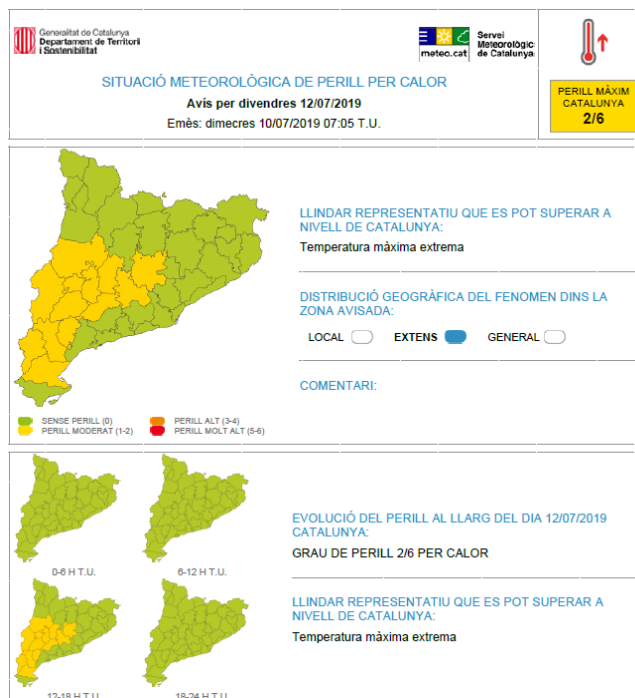 Generalitat de Catalunya
Departament de Territori
i Sostenibilitat
meteo.cat
Servei
Meteorològic
de Catalunya
SITUACIÓ METEOROLÒGICA DE PERILL PER CALOR
Avís per divendres 12/07/2019
Emès: dimecres 10/07/2019 07:05 T.U.
PERILL MÀXIM
CATALUNYA
2/6
LLINDAR REPRESENTATIU QUE ES POT SUPERAR A
NIVELL DE CATALUNYA:
Temperatura màxima extrema
DISTRIBUCIÓ GEOGRÀFICA DEL FENOMEN DINS LA
ZONA AVISADA:
LOCAL EXTENS GENERAL
COMENTARI:
SENSE PERILL (0) PERILL ALT (3-4)
PERILL MODERAT (1-2) PERILL MOLT ALT (5-6)
0-6 H T.U. 6-12 H T.U.
EVOLUCIÓ DEL PERILL AL LLARG DEL DIA 12/07/2019
CATALUNYA:
GRAU DE PERILL 2/6 PER CALOR
LLINDAR REPRESENTATIU QUE ES POT SUPERAR A
NIVELL DE CATALUNYA:
Temperatura màxima extrema
12-18 H T.U. 18-24 H T.U.